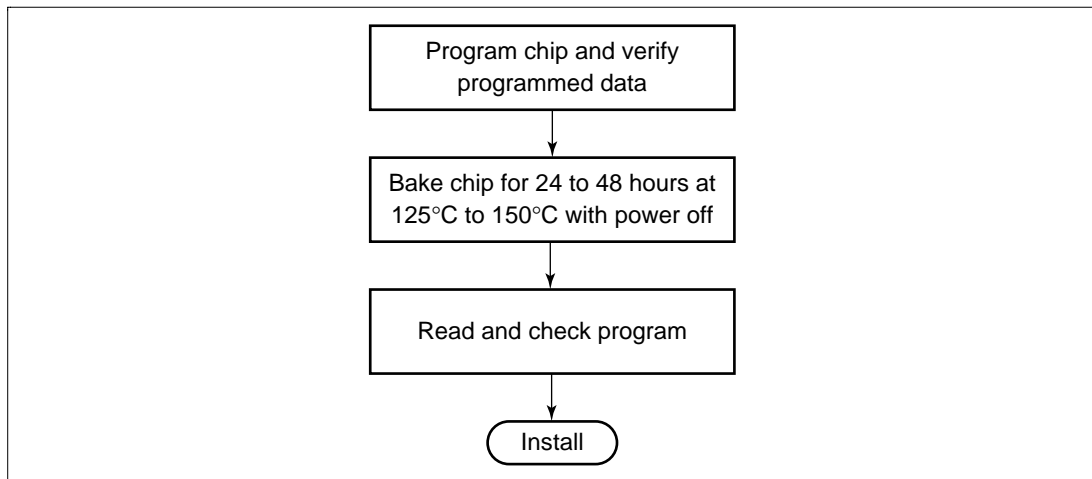 Program chip and verify
programmed data
Bake chip for 24 to 48 hours at
125°C to 150°C with power off
Read and check program
Install